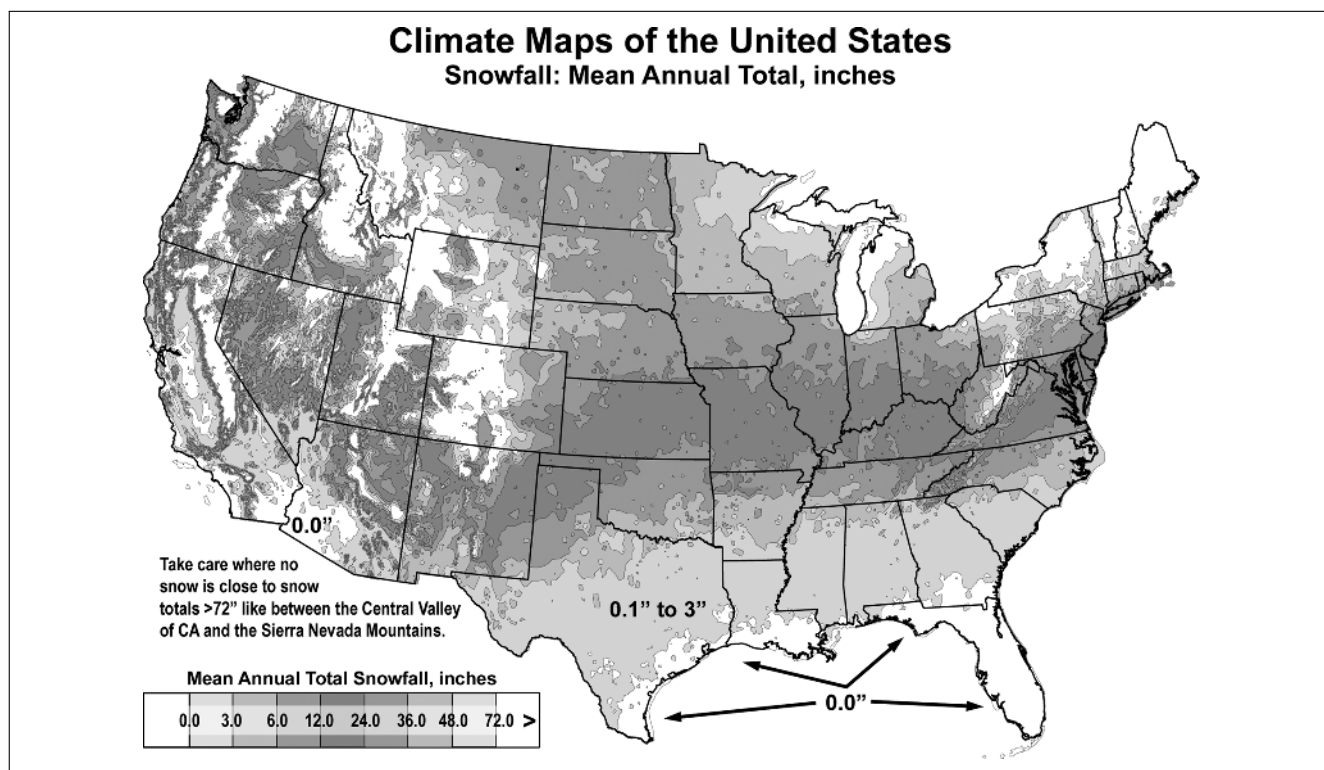 Climate Maps of the United States
Snowfall: Mean Annual Total, inches
0.0”
Take care where no
snow is close to snow
totals >72” like between the Central Valley
of CA and the Sierra Nevada Mountains.
0.1” to 3”
0.0”
Mean Annual Total Snowfall, inches
0.0 3.0 6.0 12.0 24.0 36.0 48.0 72.0 >